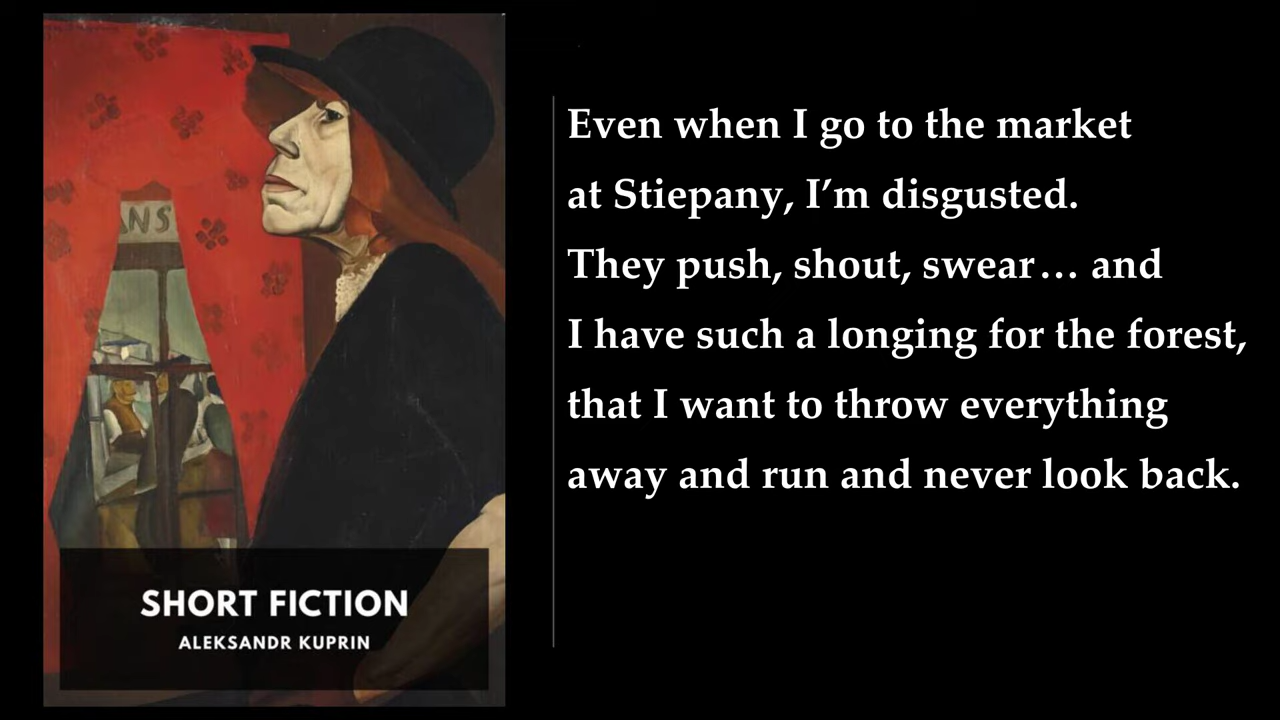 ANS
SHORT FICTION
ALEKSANDR KUPRIN
Even when I go to the market
at Stiepany, I’m disgusted.
They push, shout, swear… and
I have such a longing for the forest,
that I want to throw everything
away and run and never look back.